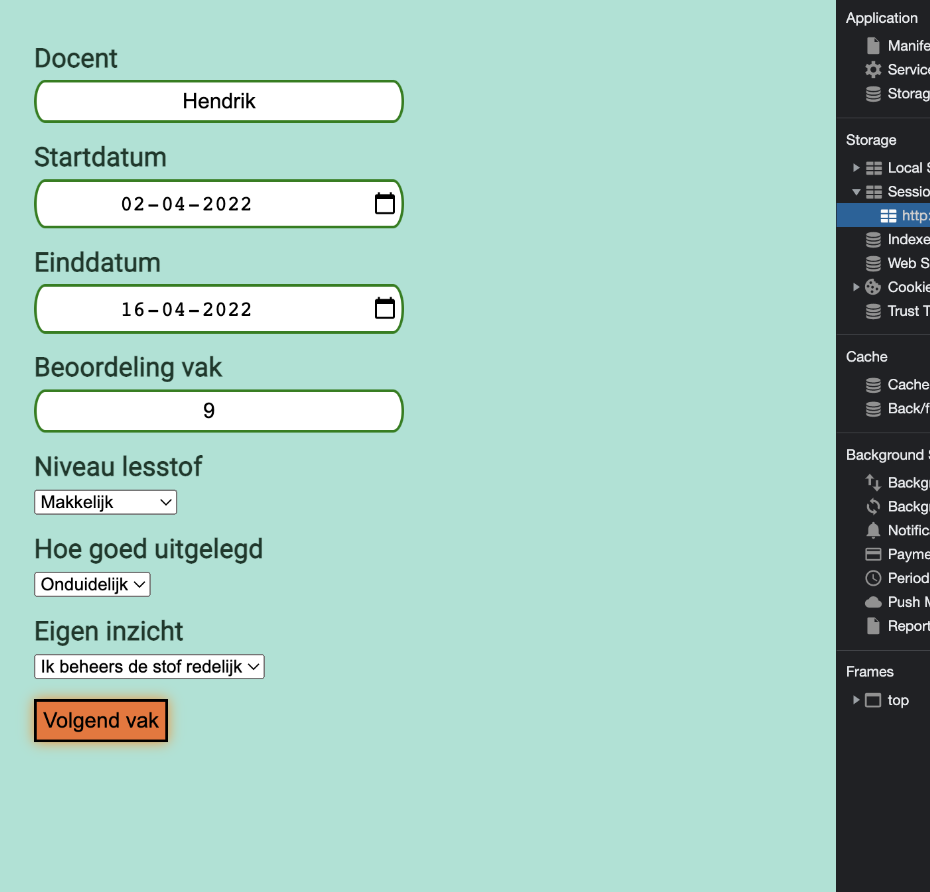 Docent
Hendrik
Startdatum
02-04-2022
Einddatum
16-04-2022
Beoordeling vak
9
Niveau lesstof
Makkelijk
Hoe goed uitgelegd
Onduidelijk
Eigen inzicht
Ik beheers de stof redelijk
Volgend vak
Application
Manife
Service
Storag
Storage
Local S
Sessio
http:
Indexe
Web S
Cookie
Trust T
Cache
Cache
Back/f
Background S
Backgr
Backgr
Notific
Payme
Period
Push M
Report
Frames
top